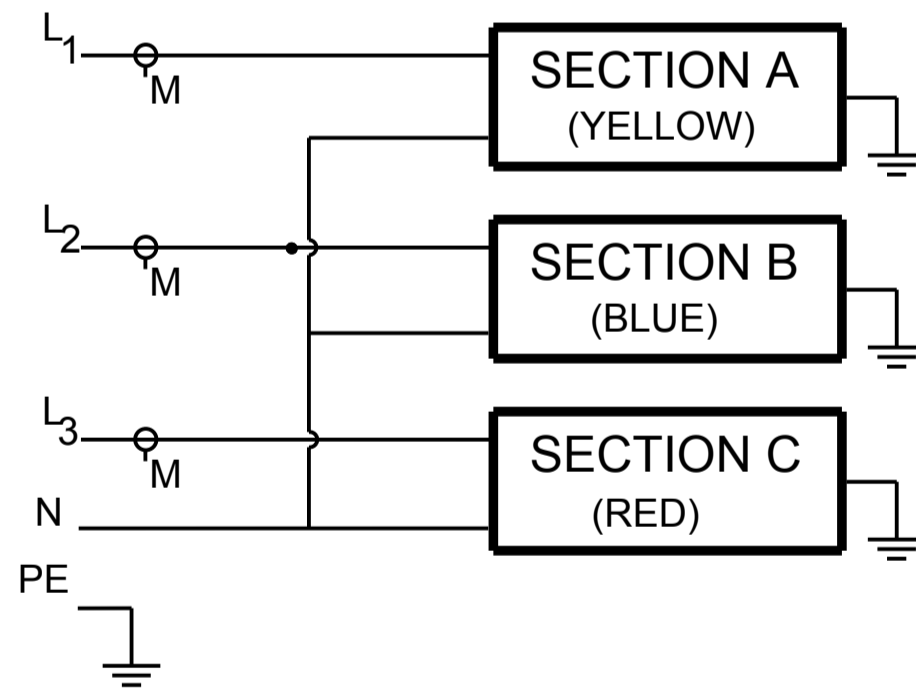 L1
M
SECTION A
(YELLOW)
L2
M
SECTION B
(BLUE)
L3
M
SECTION C
(RED)
N
PE